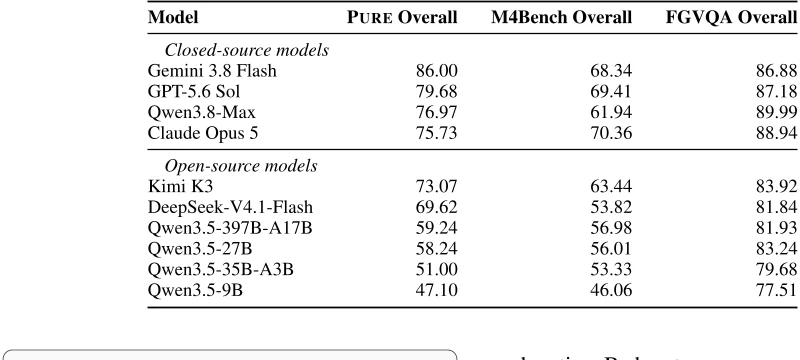 Model PURE Overall M4Bench Overall FGVQA Overall
Closed-source models
Gemini 3.8 Flash 86.00 68.34 86.88
GPT-5.6 Sol 79.68 69.41 87.18
Qwen3.8-Max 76.97 61.94 89.99
Claude Opus 5 75.73 70.36 88.94
Open-source models
Kimi K3 73.07 63.44 83.92
DeepSeek-V4.1-Flash 69.62 53.82 81.84
Qwen3.5-397B-A17B 59.24 56.98 81.93
Qwen3.5-27B 58.24 56.01 83.24
Qwen3.5-35B-A3B 51.00 53.33 79.68
Qwen3.5-9B 47.10 46.06 77.51